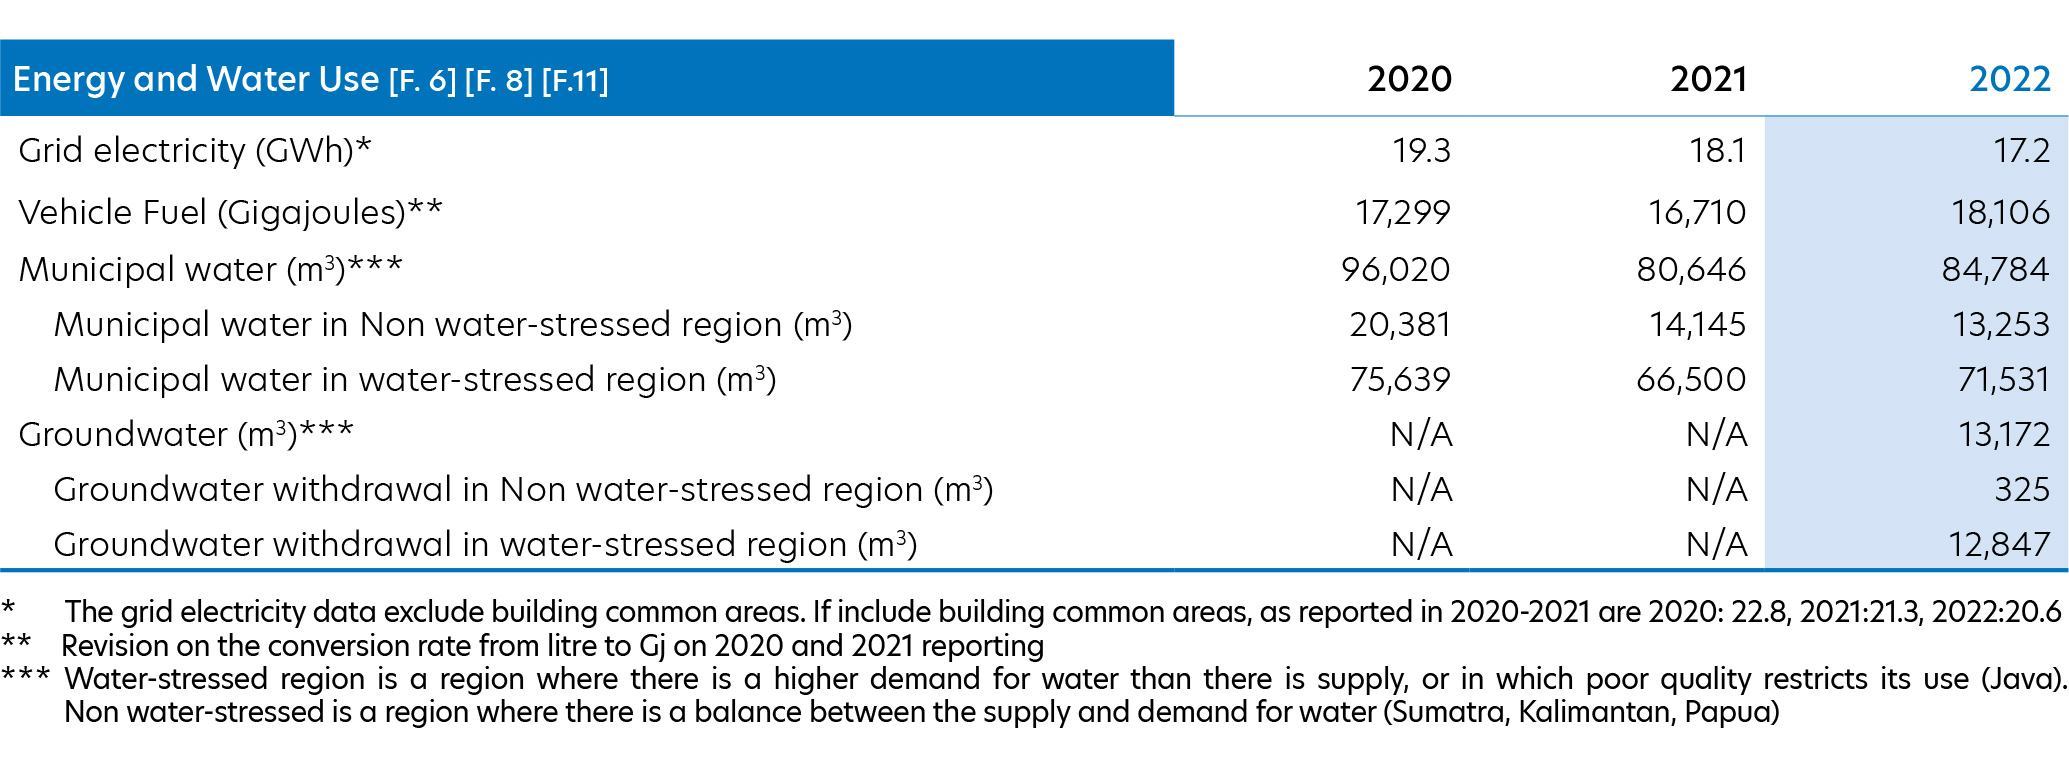 Energy and Water Use [F. 6] [F. 8] [F.11] 2020 2021 2022
Grid electricity (GWh)* 19.3 18.1 17.2
Vehicle Fuel (Gigajoules)** 17,299 16,710 18,106
Municipal water (m³)*** 96,020 80,646 84,784
Municipal water in Non water-stressed region (m³) 20,381 14,145 13,253
Municipal water in water-stressed region (m³) 75,639 66,500 71,531
Groundwater (m³)*** N/A N/A 13,172
Groundwater withdrawal in Non water-stressed region (m³) N/A N/A 325
Groundwater withdrawal in water-stressed region (m³) N/A N/A 12,847
* The grid electricity data exclude building common areas. If include building common areas, as reported in 2020-2021 are 2020: 22.8, 2021:21.3, 2022:20.6
** Revision on the conversion rate from litre to Gj on 2020 and 2021 reporting
*** Water-stressed region is a region where there is a higher demand for water than there is supply, or in which poor quality restricts its use (Java).
Non water-stressed is a region where there is a balance between the supply and demand for water (Sumatra, Kalimantan, Papua)